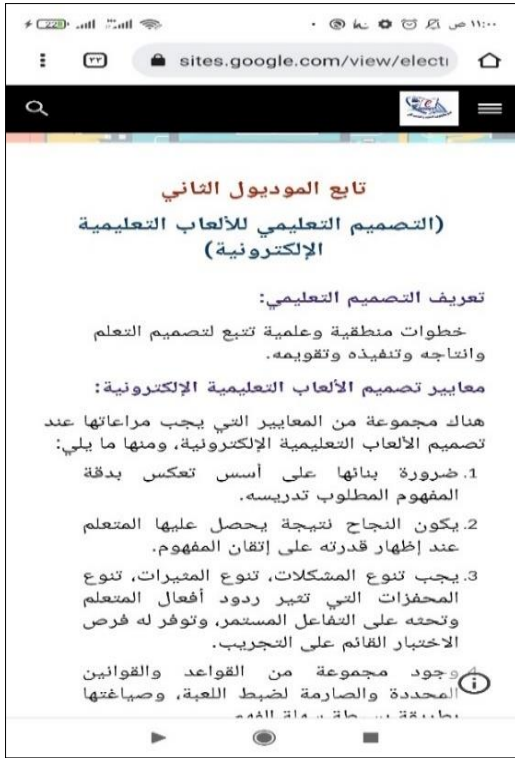 ١١:٠٠ ص
22
٢٢
sites.google.com/view/electı
تابع الموديول الثاني
(التصميم التعليمي للألعاب التعليمية
الإلكترونية)
تعريف التصميم التعليمي:
خطوات منطقية وعلمية تتبع لتصميم التعلم
وانتاجه وتنفيذه وتقويمه.
معايير تصميم الألعاب التعليمية الإلكترونية:
هناك مجموعة من المعايير التي يجب مراعاتها عند
تصميم الألعاب التعليمية الإلكترونية، ومنها ما يلي:
1. ضرورة بنائها على أسس تعكس بدقة
المفهوم المطلوب تدريسه.
2. يكون النجاح نتيجة يحصل عليها المتعلم
عند إظهار قدرته على إتقان المفهوم.
3. يجب تنوع المشكلات، تنوع المثيرات، تنوع
المحفزات التي تثير ردود أفعال المتعلم
وتحثه على التفاعل المستمر، وتوفر له فرص
الاختبار القائم على التجريب.
وجود مجموعة من القواعد والقوانين
المحددة والصارمة لضبط اللعبة، وصياغتها